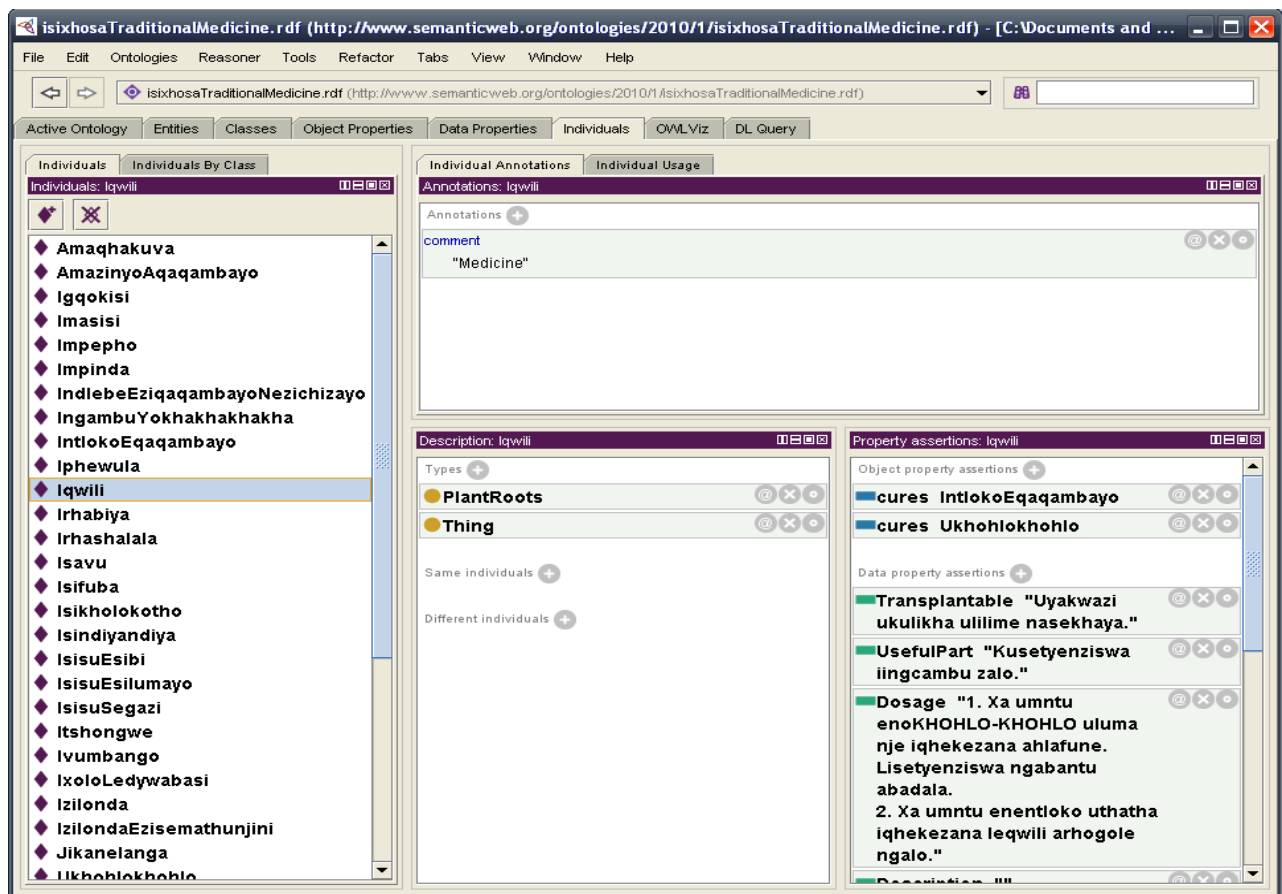 isixhosaTraditionalMedicine.rdf (http://www.semanticweb.org/ontologies/2010/1/isixhosaTraditionalMedicine.rdf) - [C:\Documents and ...
File Edit Ontologies Reasoner Tools Refactor Tabs View Window Help
isixhosaTraditionalMedicine.rdf (http://www.semanticweb.org/ontologies/2010/1/isixhosaTraditionalMedicine.rdf)
Active Ontology Entities Classes Object Properties Data Properties Individuals OWLViz DL Query
Individuals Individuals By Class
Individuals: Iqwili
Amaqhakuva
AmazinyoAqaqambayo
Igqokisi
Imasisi
Impepho
Impinda
IndlebeEziqaqambayoNezichizayo
IngambuYokhakhakhakha
IntlokoEqaqambayo
Iphewula
Iqwili
Irhabiya
Irhashalala
Isavu
Isifuba
Isikholokotho
Isindiyandiya
IsisuEsibi
IsisuEsilumayo
IsisuSegazi
Itshongwe
Ivumbango
IxoloLedywabasi
Izilonda
IzilondaEzisemathunjini
Jikanelanga
Ukhohlokhohlo
Individual Annotations Individual Usage
Annotations: Iqwili
Annotations
comment
"Medicine"
Description: Iqwili
Types
PlantRoots
Thing
Same individuals
Different individuals
Property assertions: Iqwili
Object property assertions
cures IntlokoEqaqambayo
cures Ukhohlokhohlo
Data property assertions
Transplantable "Uyakwazi
ukulikha ulilime nasekhaya."
UsefulPart "Kusetyenziswa
iingcambu zalo."
Dosage "1. Xa umntu
enoKHOHLO-KHOHLO uluma
nje iqhekezana ahlafune.
Lisetyenziswa ngabantu
abadala.
2. Xa umntu enentloko uthatha
iqhekezana leqwili arhogole
ngalo."
Description ""